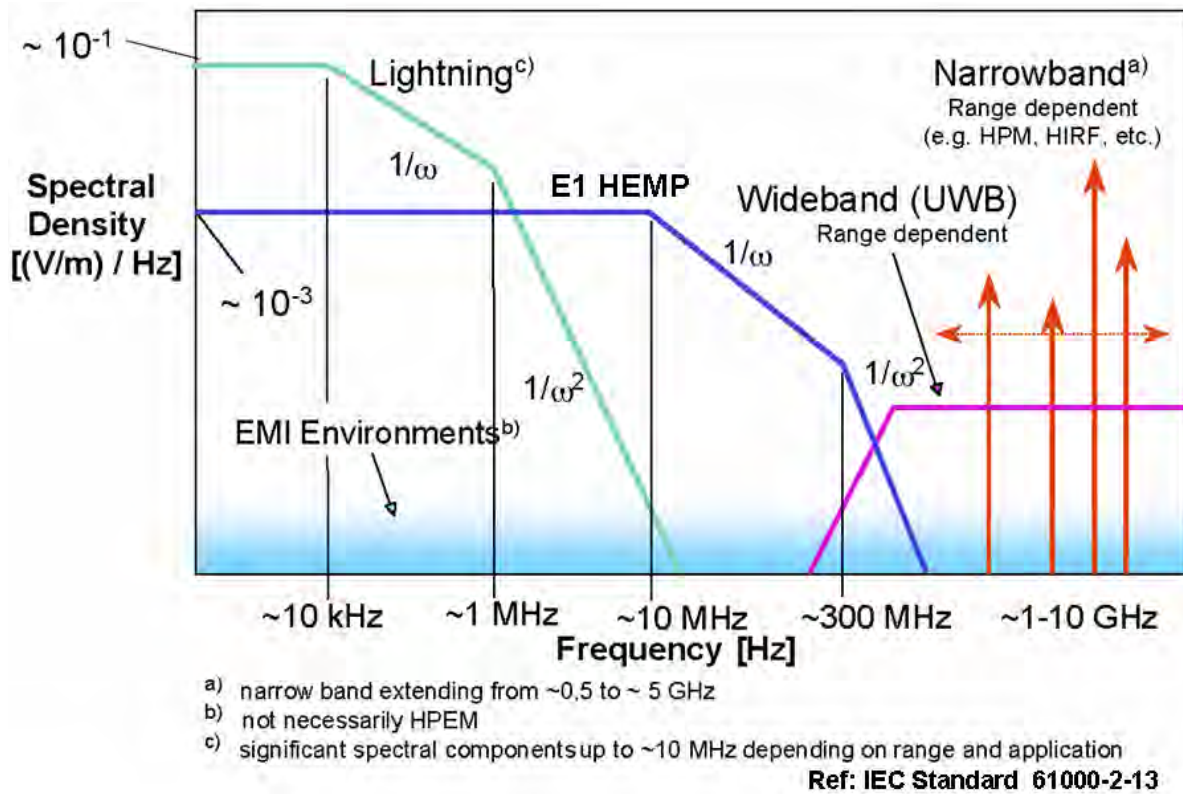 ~ 10⁻¹
Lightningᶜ⁾
Narrowbandᵃ⁾
Range dependent
(e.g. HPM, HIRF, etc.)
1/ω
E1 HEMP
Spectral
Density
[(V/m) / Hz]
Wideband (UWB)
Range dependent
1/ω
~ 10⁻³
1/ω²
1/ω²
EMI Environmentsᵇ⁾
~10 kHz
~1 MHz
~10 MHz
~300 MHz
~1-10 GHz
Frequency [Hz]
ᵃ⁾ narrow band extending from ~0,5 to ~ 5 GHz
ᵇ⁾ not necessarily HPEM
ᶜ⁾ significant spectral components up to ~10 MHz depending on range and application
Ref: IEC Standard 61000-2-13